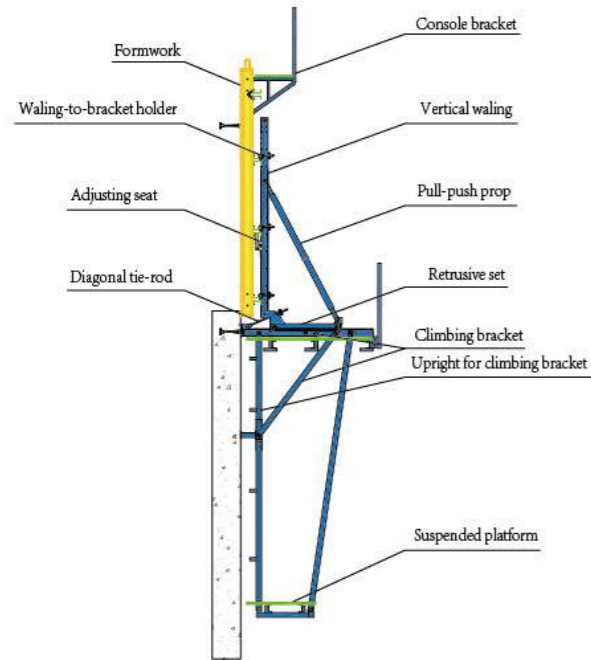 Console bracket
Formwork
Waling-to-bracket holder
Vertical waling
Pull-push prop
Adjusting seat
Diagonal tie-rod
Retrusive set
Climbing bracket
Upright for climbing bracket
Suspended platform